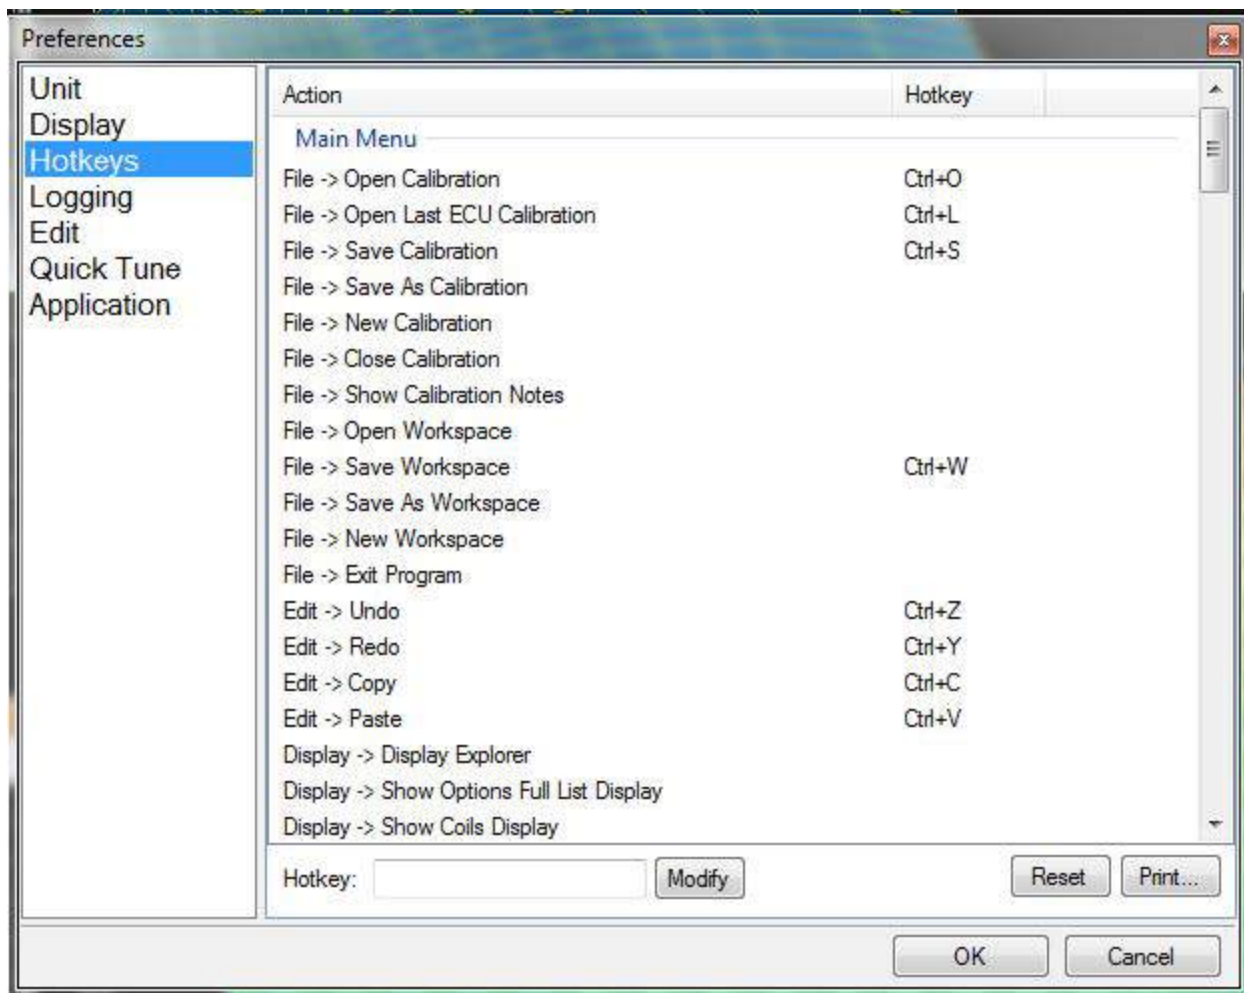 Preferences
Unit
Display
Hotkeys
Logging
Edit
Quick Tune
Application
Action Hotkey
Main Menu
File -> Open Calibration Ctrl+O
File -> Open Last ECU Calibration Ctrl+L
File -> Save Calibration Ctrl+S
File -> Save As Calibration
File -> New Calibration
File -> Close Calibration
File -> Show Calibration Notes
File -> Open Workspace
File -> Save Workspace Ctrl+W
File -> Save As Workspace
File -> New Workspace
File -> Exit Program
Edit -> Undo Ctrl+Z
Edit -> Redo Ctrl+Y
Edit -> Copy Ctrl+C
Edit -> Paste Ctrl+V
Display -> Display Explorer
Display -> Show Options Full List Display
Display -> Show Coils Display
Hotkey: Modify Reset Print...
OK Cancel